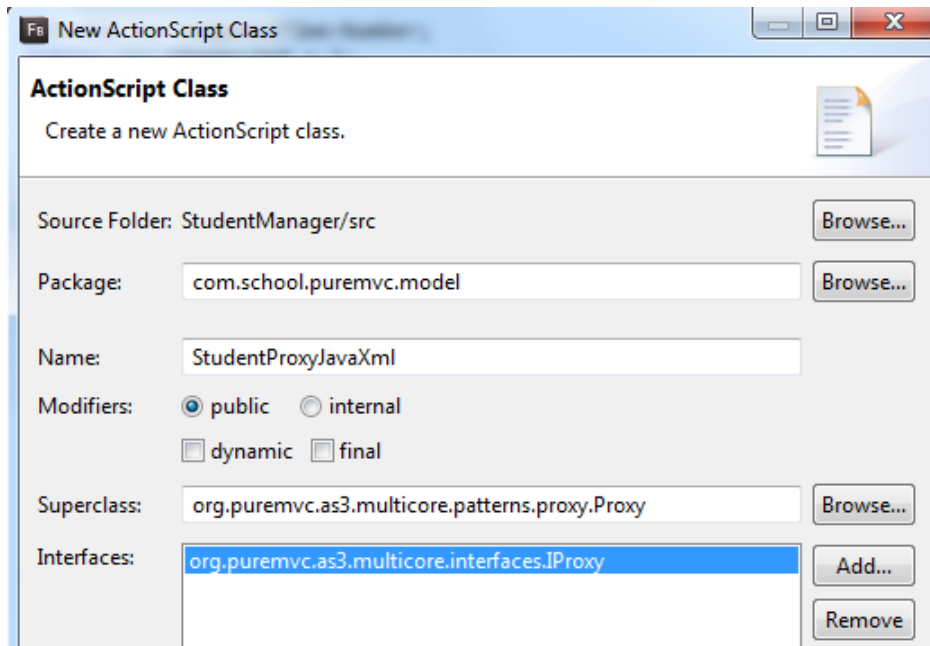 FB New ActionScript Class
ActionScript Class
Create a new ActionScript class.
Source Folder: StudentManager/src Browse...
Package: com.school.puremvc.model Browse...
Name: StudentProxyJavaXml
Modifiers: public internal
dynamic final
Superclass: org.puremvc.as3.multicore.patterns.proxy.Proxy Browse...
Interfaces: org.puremvc.as3.multicore.interfaces.IProxy Add...
Remove